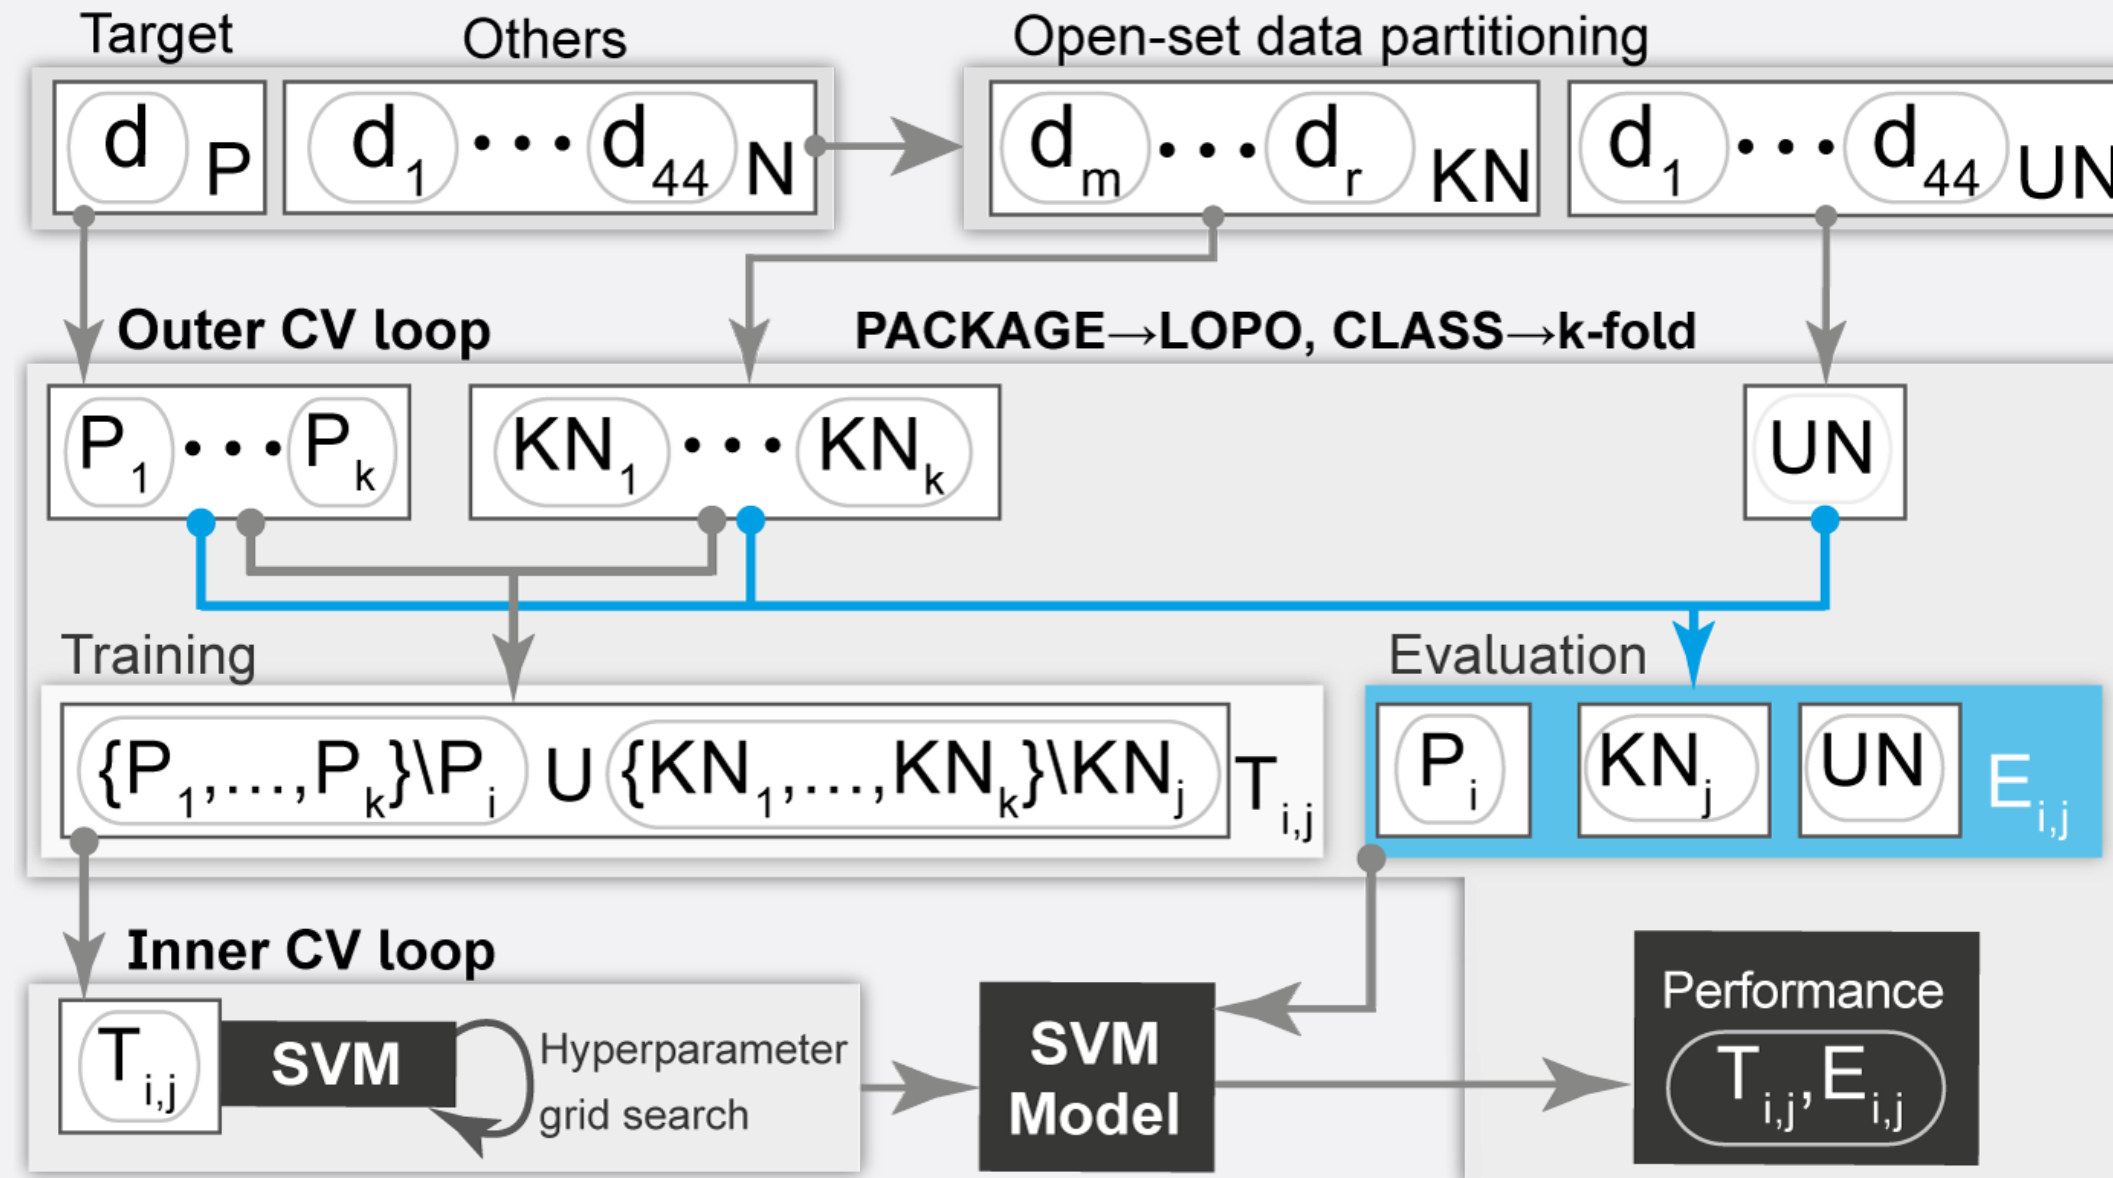 Target
Others
Open-set data partitioning
d P
d1 ••• d44 N
dm ••• dr KN
d1 ••• d44 UN
Outer CV loop
PACKAGE→LOPO, CLASS→k-fold
P1 ••• Pk
KN1 ••• KNk
UN
Training
Evaluation
{P1,...,Pk}\Pi U {KN1,...,KNk}\KNj Ti,j
Pi KNj UN Ei,j
Inner CV loop
Ti,j
SVM
Hyperparameter
grid search
SVM
Model
Performance
Ti,j,Ei,j